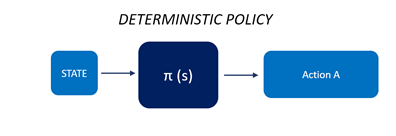 DETERMINISTIC POLICY
STATE
π (s)
Action A